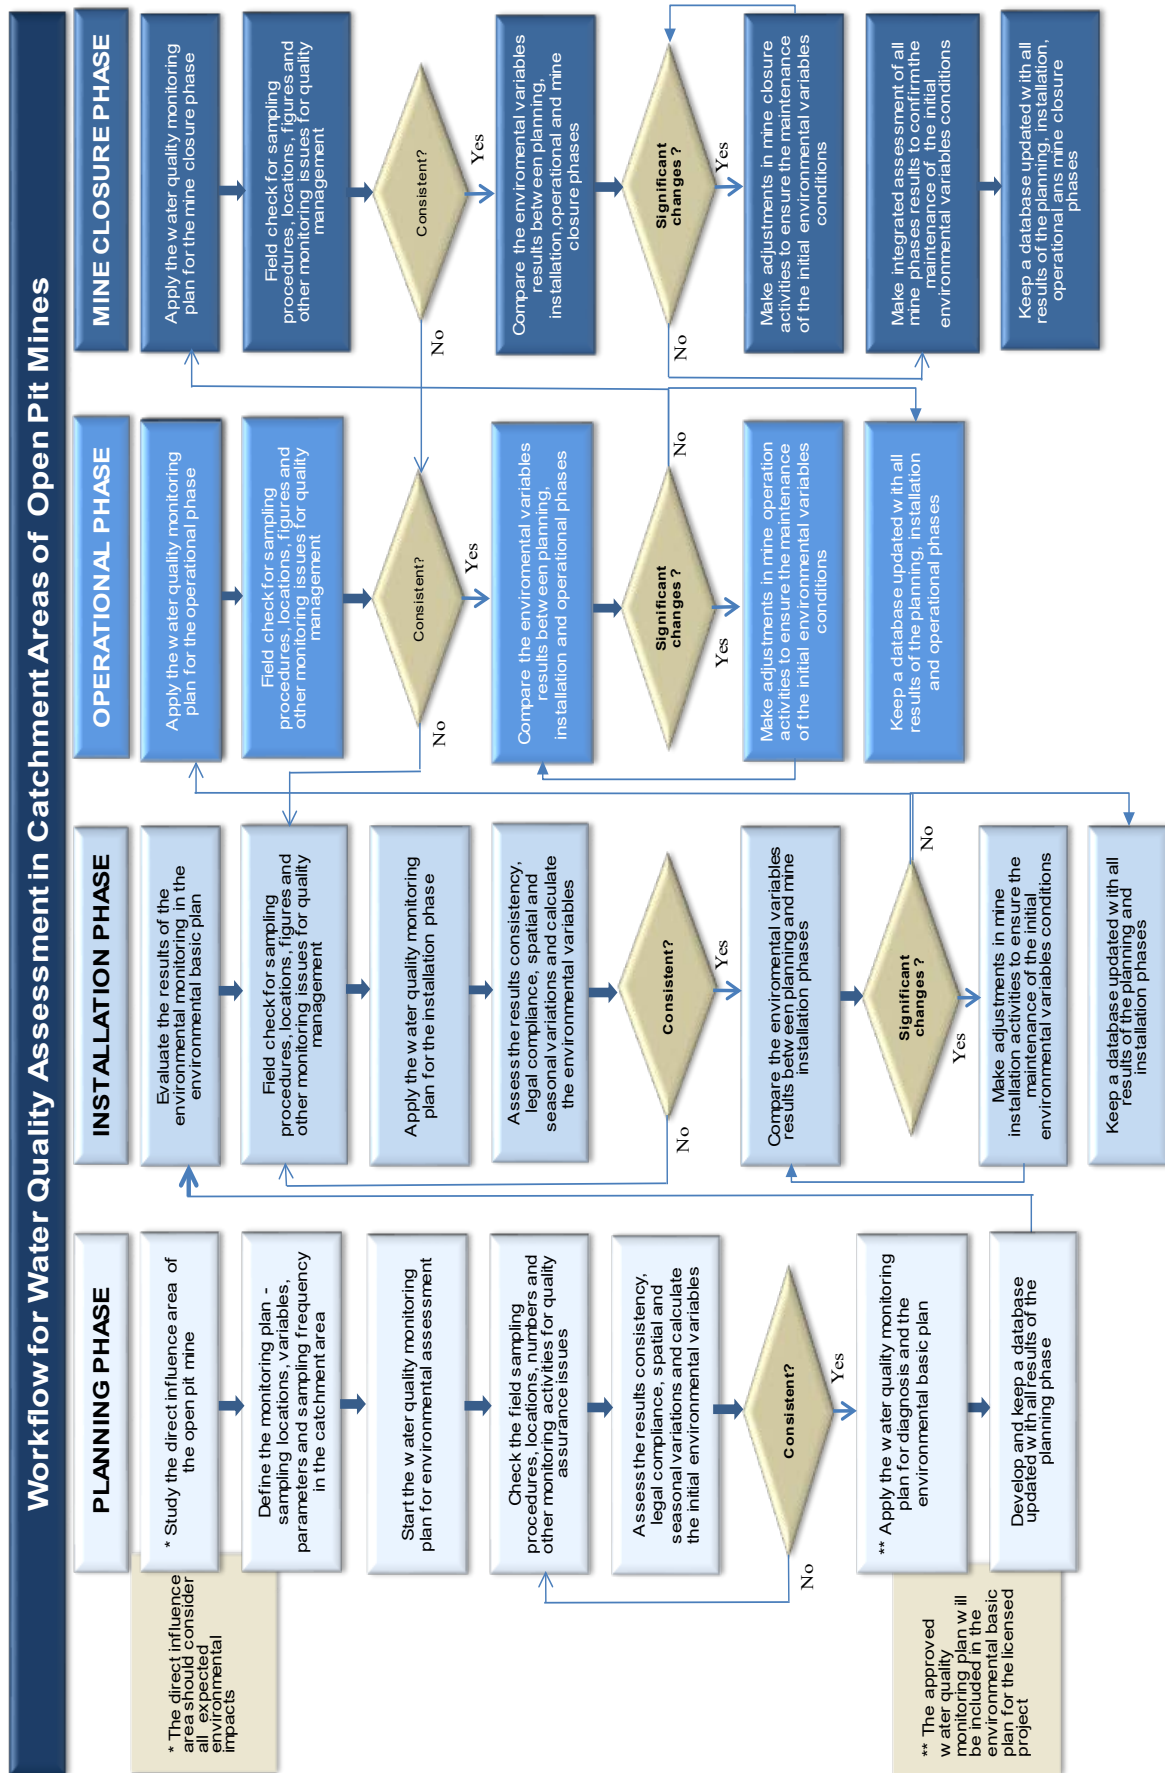 Workflow for Water Quality Assessment in Catchment Areas of Open Pit Mines
PLANNING PHASE
* Study the direct influence area of
the open pit mine
Define the monitoring plan -
sampling locations, variables,
parameters and sampling frequency
in the catchment area
Start the water quality monitoring
plan for environmental assessment
Check the field sampling
procedures, locations, numbers and
other monitoring activities for quality
assurance issues
Assess the results consistency,
legal compliance, spatial and
seasonal variations and calculate
the initial environmental variables
Consistent?
No
Yes
** Apply the water quality monitoring
plan for diagnosis and the
environmental basic plan
Develop and keep a database
updated with all results of the
planning phase
* The direct influence
area should consider
all expected
environmental
impacts
** The approved
water quality
monitoring plan will
be included in the
environmental basic
plan for the licensed
project
INSTALLATION PHASE
Evaluate the results of the
environmental monitoring in the
environmental basic plan
Field check for sampling
procedures, locations, figures and
other monitoring issues for quality
management
Apply the water quality monitoring
plan for the installation phase
Assess the results consistency,
legal compliance, spatial and
seasonal variations and calculate
the environmental variables
Consistent?
No
Yes
Compare the enviromental variables
results between planning and mine
installation phases
Significant
changes ?
No
Yes
Make adjustments in mine
installation activities to ensure the
maintenance of the initial
environmental variables conditions
Keep a database updated with all
results of the planning and
installation phases
OPERATIONAL PHASE
Apply the water quality monitoring
plan for the operational phase
Field check for sampling
procedures, locations, figures and
other monitoring issues for quality
management
Consistent?
No
Yes
Compare the enviromental variables
results between planning,
installation and operational phases
Significant
changes ?
No
Yes
Make adjustments in mine operation
activities to ensure the maintenance
of the initial environmental variables
conditions
Keep a database updated with all
results of the planning, installation
and operational phases
MINE CLOSURE PHASE
Apply the water quality monitoring
plan for the mine closure phase
Field check for sampling
procedures, locations, figures and
other monitoring issues for quality
management
Consistent?
No
Yes
Compare the enviromental variables
results between planning,
installation,operational and mine
closure phases
Significant
changes ?
No
Yes
Make adjustments in mine closure
activities to ensure the maintenance
of the initial environmental variables
conditions
Make integrated assessment of all
mine phases results to confirm the
maintenance of the initial
environmental variables conditions
Keep a database updated with all
results of the planning, installation,
operational ans mine closure
phases